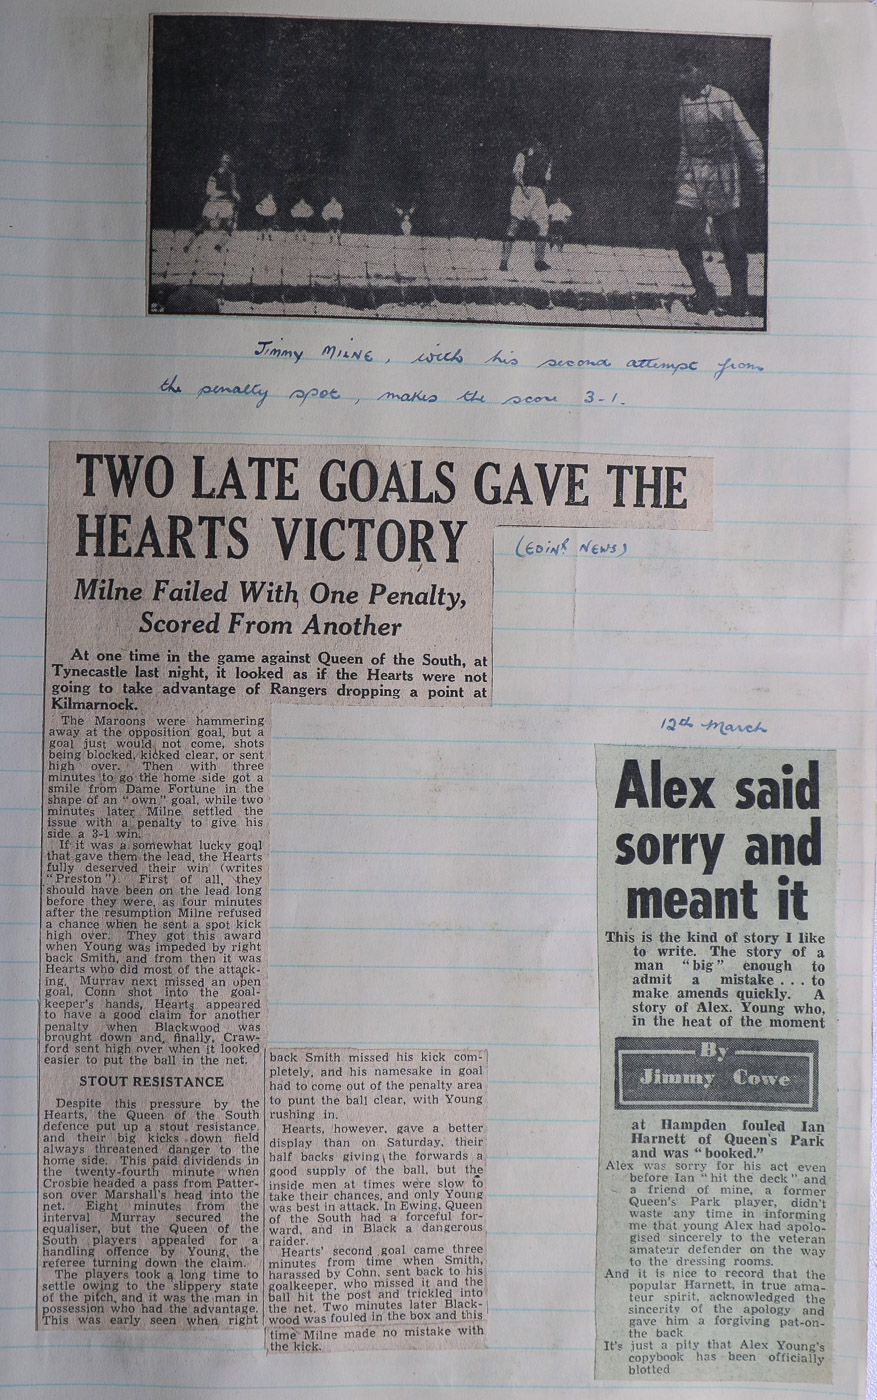 Jimmy MILNE, with his second attempt from
the penalty spot, makes the score 3-1.
TWO LATE GOALS GAVE THE
HEARTS VICTORY
(EDINR NEWS)
Milne Failed With One Penalty,
Scored From Another
At one time in the game against Queen of the South, at
Tynecastle last night, it looked as if the Hearts were not
going to take advantage of Rangers dropping a point at
Kilmarnock.
The Maroons were hammering
away at the opposition goal, but a
goal just would not come, shots
being blocked, kicked clear, or sent
high over. Then with three
minutes to go the home side got a
smile from Dame Fortune in the
shape of an "own" goal, while two
minutes later Milne settled the
issue with a penalty to give his
side a 3-1 win.
If it was a somewhat lucky goal
that gave them the lead, the Hearts
fully deserved their win (writes
"Preston"). First of all, they
should have been on the lead long
before they were, as four minutes
after the resumption Milne refused
a chance when he sent a spot kick
high over. They got this award
when Young was impeded by right
back Smith, and from then it was
Hearts who did most of the attack-
ing. Murray next missed an open
goal, Conn shot into the goal-
keeper's hands, Hearts appeared
to have a good claim for another
penalty when Blackwood was
brought down and, finally, Craw-
ford sent high over when it looked
easier to put the ball in the net.
STOUT RESISTANCE
Despite this pressure by the
Hearts, the Queen of the South
defence put up a stout resistance,
and their big kicks down field
always threatened danger to the
home side. This paid dividends in
the twenty-fourth minute when
Crosbie headed a pass from Patter-
son over Marshall's head into the
net. Eight minutes from the
interval Murray secured the
equaliser, but the Queen of the
South players appealed for a
handling offence by Young, the
referee turning down the claim.
The players took a long time to
settle owing to the slippery state
of the pitch, and it was the man in
possession who had the advantage.
This was early seen when right
back Smith missed his kick com-
pletely, and his namesake in goal
had to come out of the penalty area
to punt the ball clear, with Young
rushing in.
Hearts, however, gave a better
display than on Saturday, their
half backs giving the forwards a
good supply of the ball, but the
inside men at times were slow to
take their chances, and only Young
was best in attack. In Ewing, Queen
of the South had a forceful for-
ward, and in Black a dangerous
raider.
Hearts' second goal came three
minutes from time when Smith,
harassed by Conn, sent back to his
goalkeeper, who missed it and the
ball hit the post and trickled into
the net. Two minutes later Black-
wood was fouled in the box and this
time Milne made no mistake with
the kick.
12th March
Alex said
sorry and
meant it
This is the kind of story I like
to write. The story of a
man "big" enough to
admit a mistake . . . to
make amends quickly. A
story of Alex. Young who,
in the heat of the moment
By
Jimmy Cowe
at Hampden fouled Ian
Harnett of Queen's Park
and was "booked."
Alex was sorry for his act even
before Ian "hit the deck" and
a friend of mine, a former
Queen's Park player, didn't
waste any time in informing
me that young Alex had apolo-
gised sincerely to the veteran
amateur defender on the way
to the dressing rooms.
And it is nice to record that the
popular Harnett, in true ama-
teur spirit, acknowledged the
sincerity of the apology and
gave him a forgiving pat-on-
the back
It's just a pity that Alex Young's
copybook has been officially
blotted